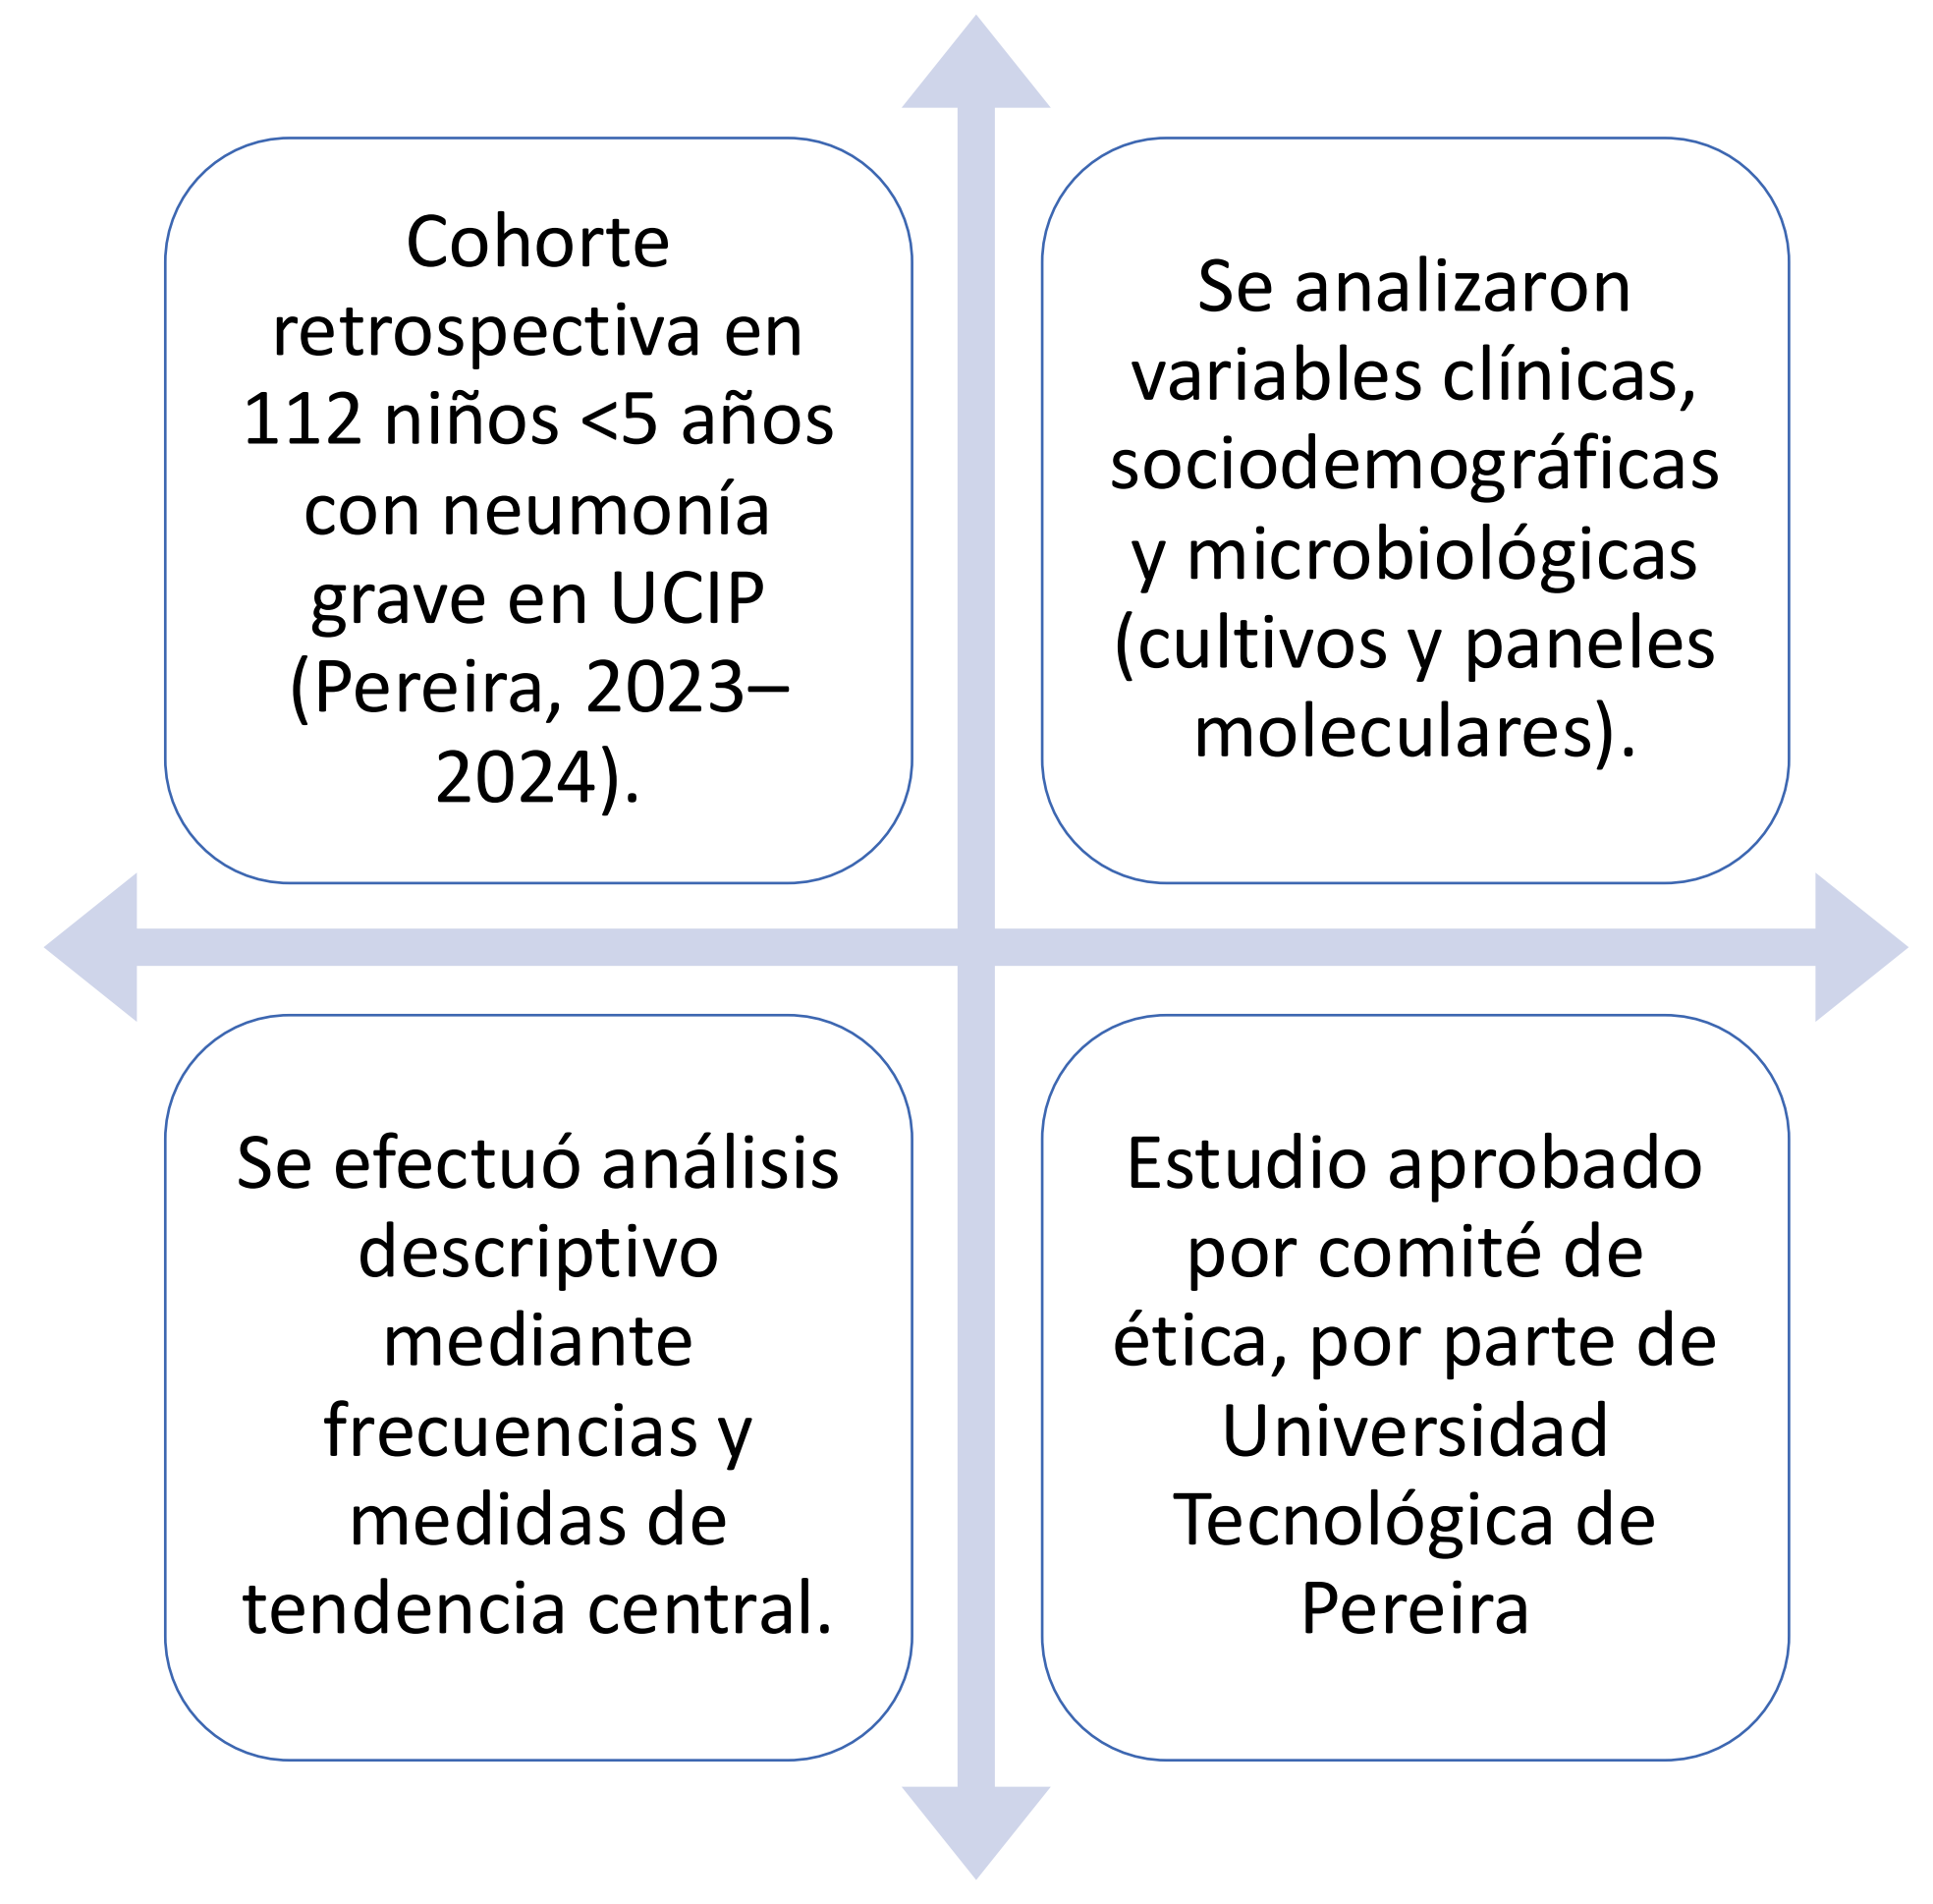 Cohorte
retrospectiva en
112 niños <5 años
con neumonía
grave en UCIP
(Pereira, 2023–
2024).
Se analizaron
variables clínicas,
sociodemográficas
y microbiológicas
(cultivos y paneles
moleculares).
Se efectuó análisis
descriptivo
mediante
frecuencias y
medidas de
tendencia central.
Estudio aprobado
por comité de
ética, por parte de
Universidad
Tecnológica de
Pereira